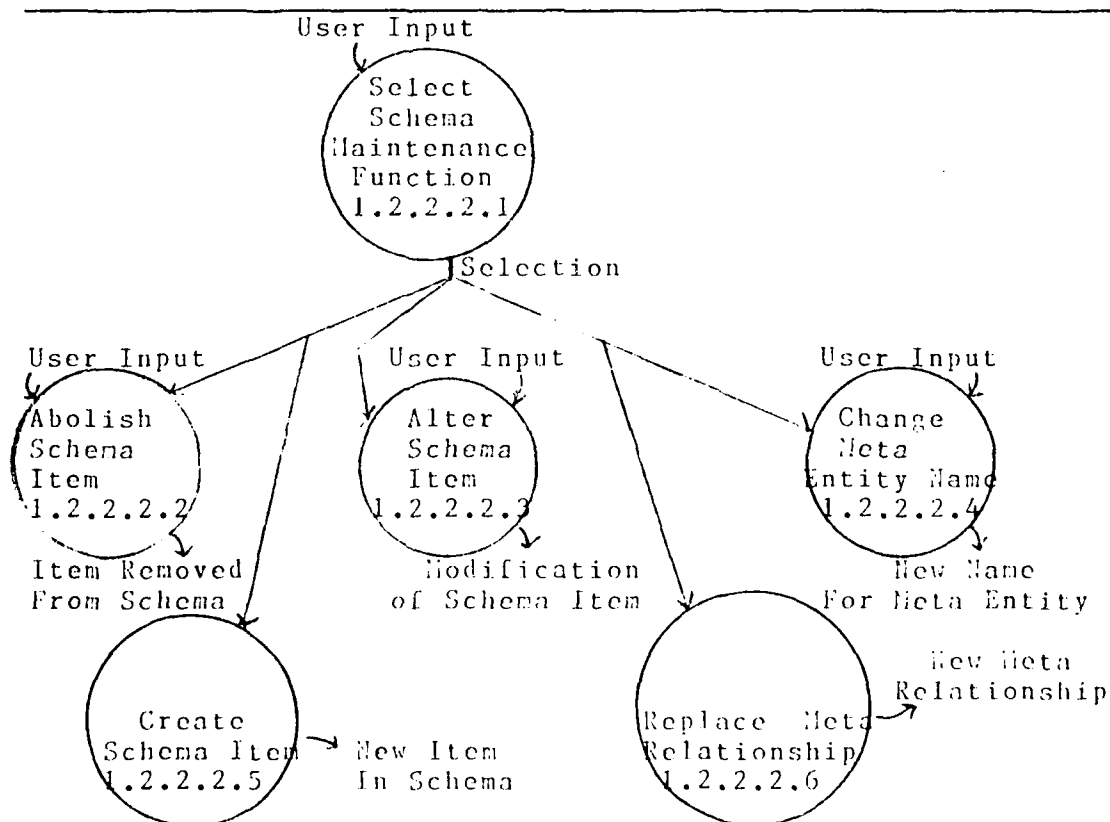 User Input
Select
Schema
Maintenance
Function
1.2.2.2.1
Selection
User Input
Abolish
Schema
Item
1.2.2.2.2
Item Removed
From Schema
User Input
Alter
Schema
Item
1.2.2.2.3
Modification
of Schema Item
User Input
Change
Meta
Entity Name
1.2.2.2.4
New Name
For Meta Entity
Create
Schema Item
1.2.2.2.5
New Item
In Schema
Replace Meta
Relationship
1.2.2.2.6
New Meta
Relationship